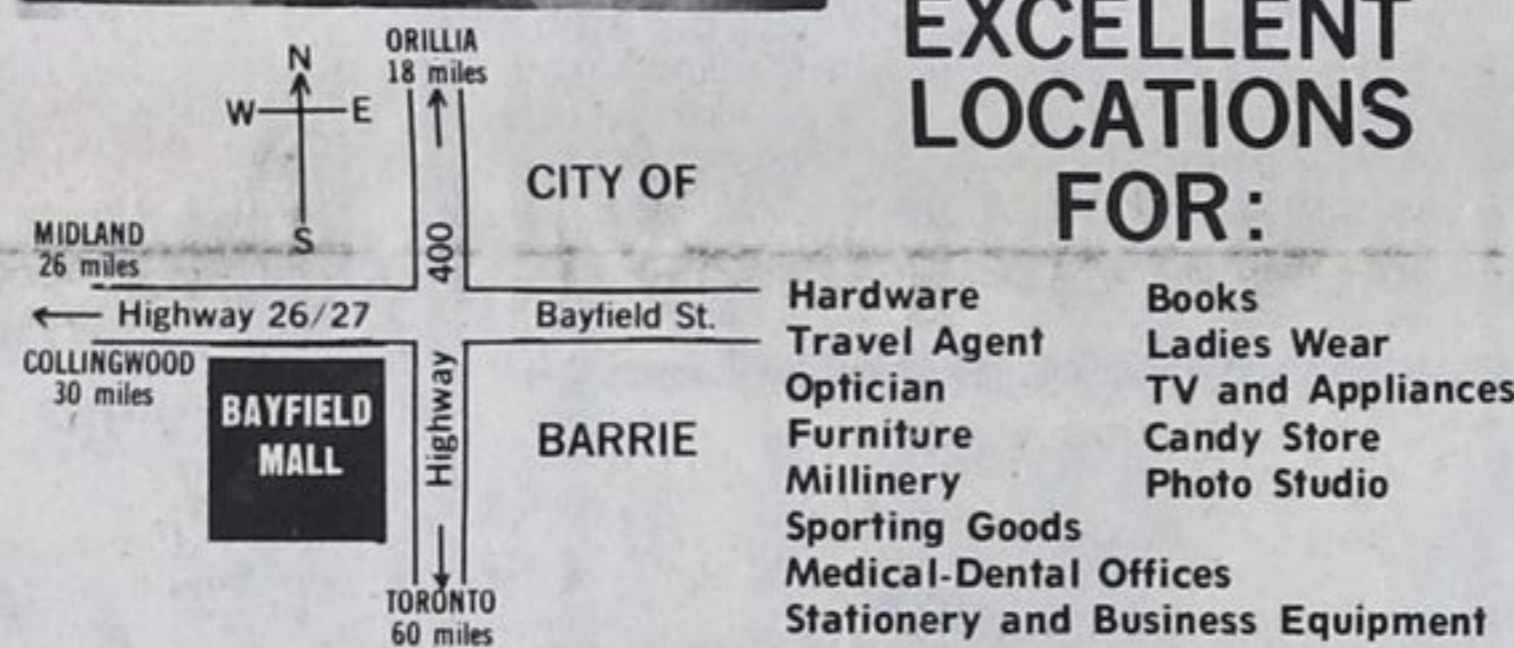 N
W E
S
ORILLIA
18 miles
CITY OF
400
MIDLAND
26 miles
Highway 26/27
Bayfield St.
COLLINGWOOD
30 miles
BAYFIELD
MALL
Highway
BARRIE
TORONTO
60 miles
EXCELLENT
LOCATIONS
FOR:
Hardware
Travel Agent
Optician
Furniture
Millinery
Sporting Goods
Medical-Dental Offices
Stationery and Business Equipment
Books
Ladies Wear
TV and Appliances
Candy Store
Photo Studio